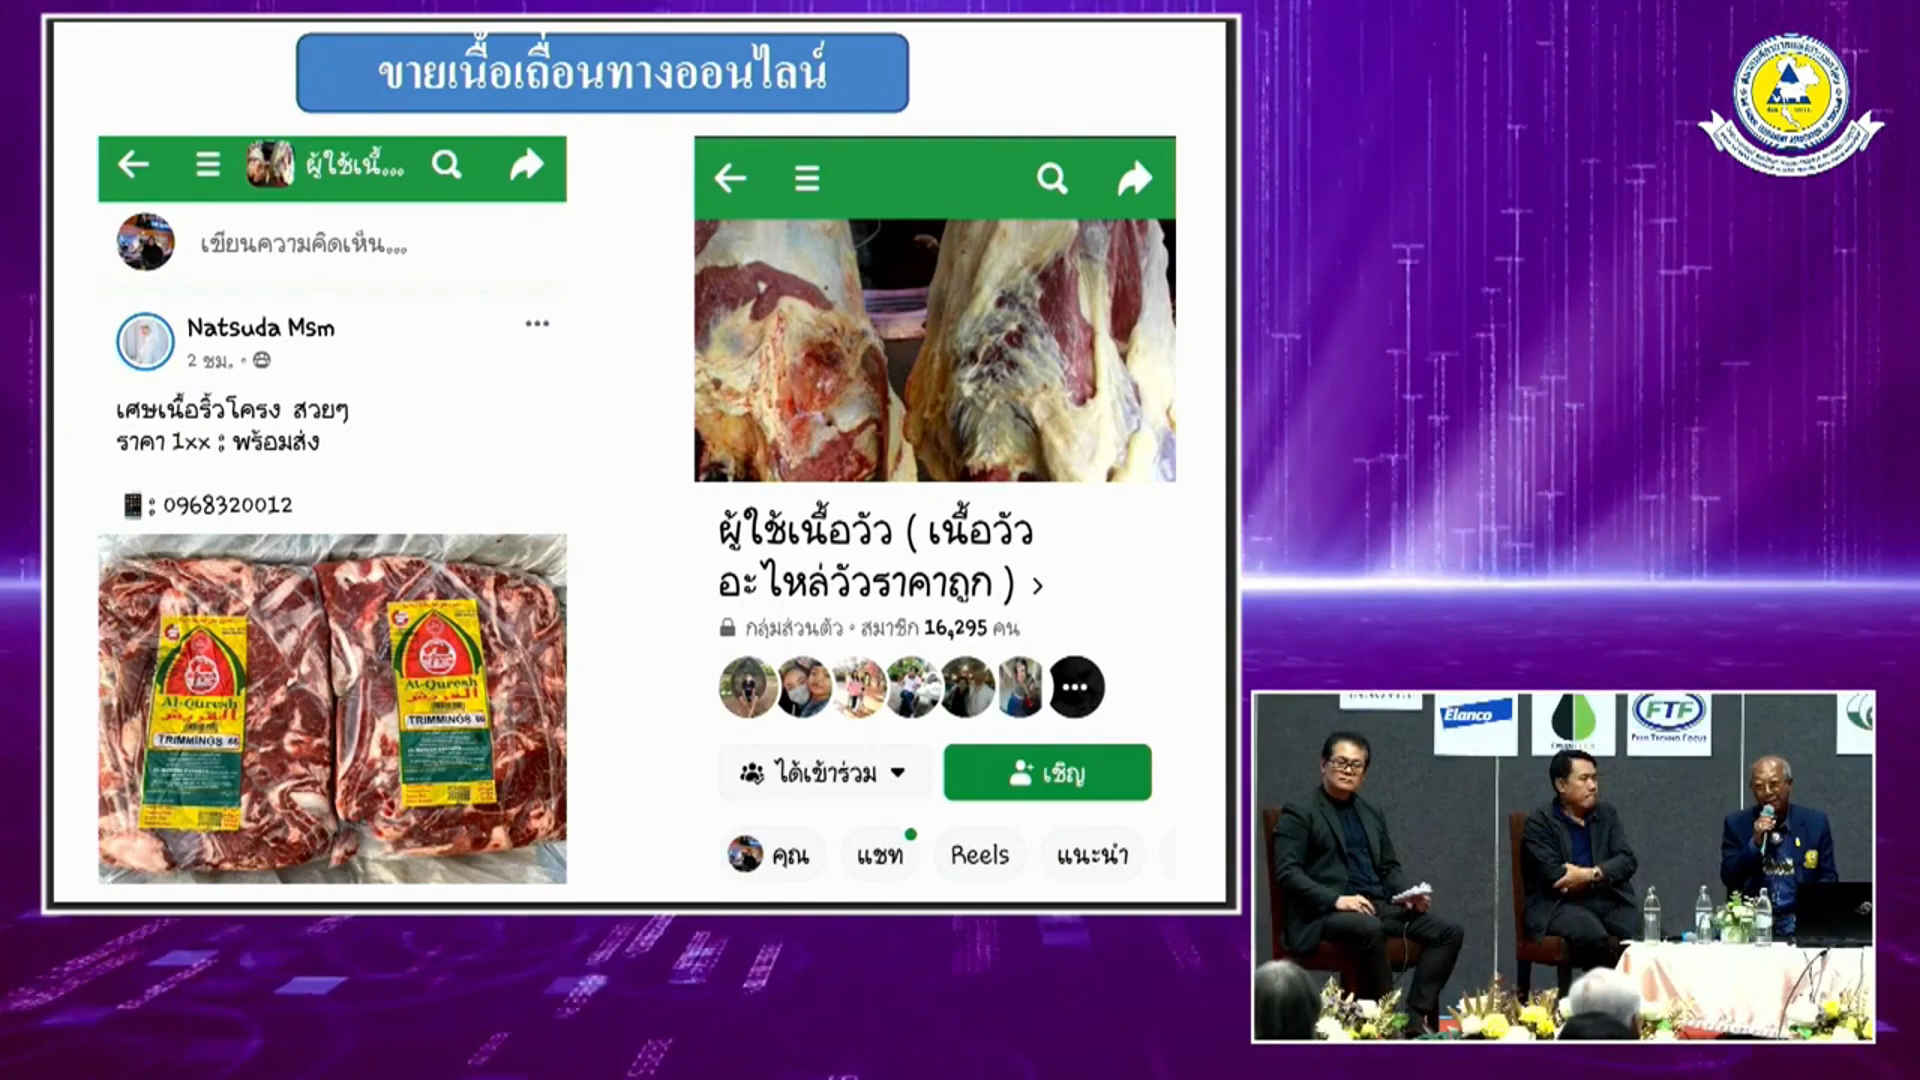 ขายเนื้อเถื่อนทางออนไลน์
ผู้ใช้เนื้...
เขียนความคิดเห็น...
Natsuda Msm
2 ชม.
เศษเนื้อริ้วโครง สวยๆ
ราคา 1xx : พร้อมส่ง
: 0968320012
Al-Quresh
TRIMMINGS 66
Al-Quresh
TRIMMINGS 66
ผู้ใช้เนื้อวัว ( เนื้อวัว
อะไหล่วัวราคาถูก ) >
กลุ่มส่วนตัว • สมาชิก 16,295 คน
ได้เข้าร่วม
เชิญ
คุณ
แชท
Reels
แนะนำ
Elanco
FTF
FEED TECHNO FOCUS